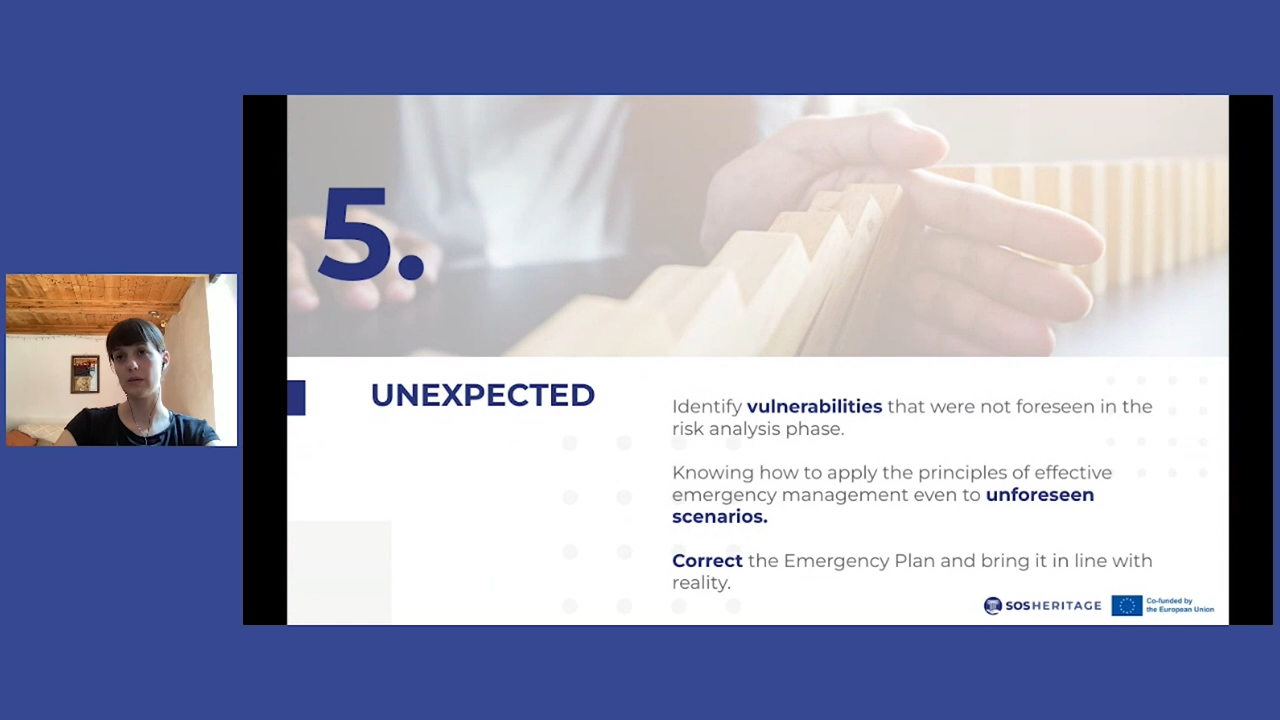 5.
UNEXPECTED
Identify vulnerabilities that were not foreseen in the
risk analysis phase.
Knowing how to apply the principles of effective
emergency management even to unforeseen
scenarios.
Correct the Emergency Plan and bring it in line with
reality.
SOSHERITAGE
Co-funded by
the European Union